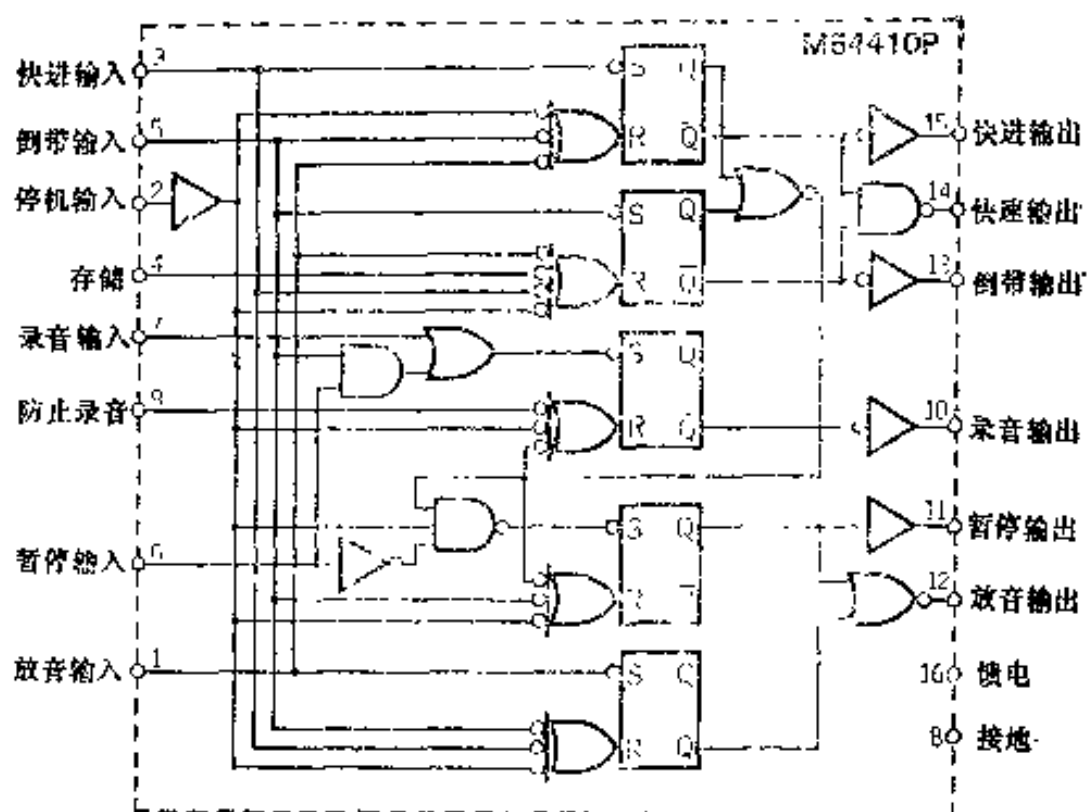 M54410P
快进输入 3
倒带输入 5
停机输入 2
存储 4
录音输入 7
防止录音 9
暂停输入 6
放音输入 1
S Q
R Q
S Q
R Q
S Q
R Q
S Q
R Q
S Q
R Q
15 快进输出
14 快速输出
13 倒带输出
10 录音输出
11 暂停输出
12 放音输出
16 馈电
8 接地